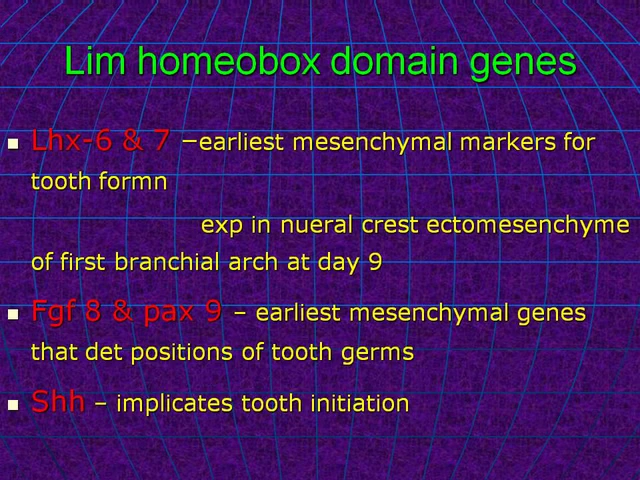 Lim homeobox domain genes
Lhx-6 & 7 –earliest mesenchymal markers for
tooth formn
exp in nueral crest ectomesenchyme
of first branchial arch at day 9
Fgf 8 & pax 9 – earliest mesenchymal genes
that det positions of tooth germs
Shh – implicates tooth initiation